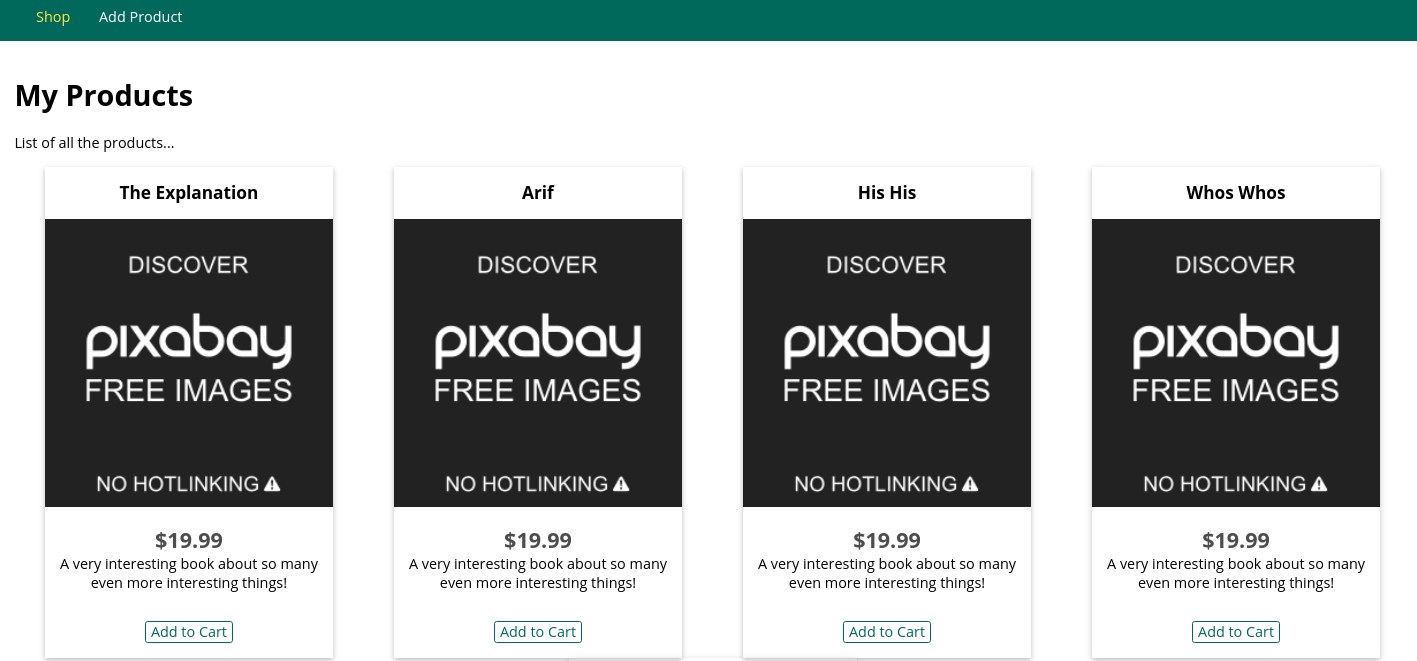 Shop Add Product
My Products
List of all the products...
The Explanation
DISCOVER
pixabay
FREE IMAGES
NO HOTLINKING
$19.99
A very interesting book about so many
even more interesting things!
Add to Cart
Arif
DISCOVER
pixabay
FREE IMAGES
NO HOTLINKING
$19.99
A very interesting book about so many
even more interesting things!
Add to Cart
His His
DISCOVER
pixabay
FREE IMAGES
NO HOTLINKING
$19.99
A very interesting book about so many
even more interesting things!
Add to Cart
Whos Whos
DISCOVER
pixabay
FREE IMAGES
NO HOTLINKING
$19.99
A very interesting book about so many
even more interesting things!
Add to Cart